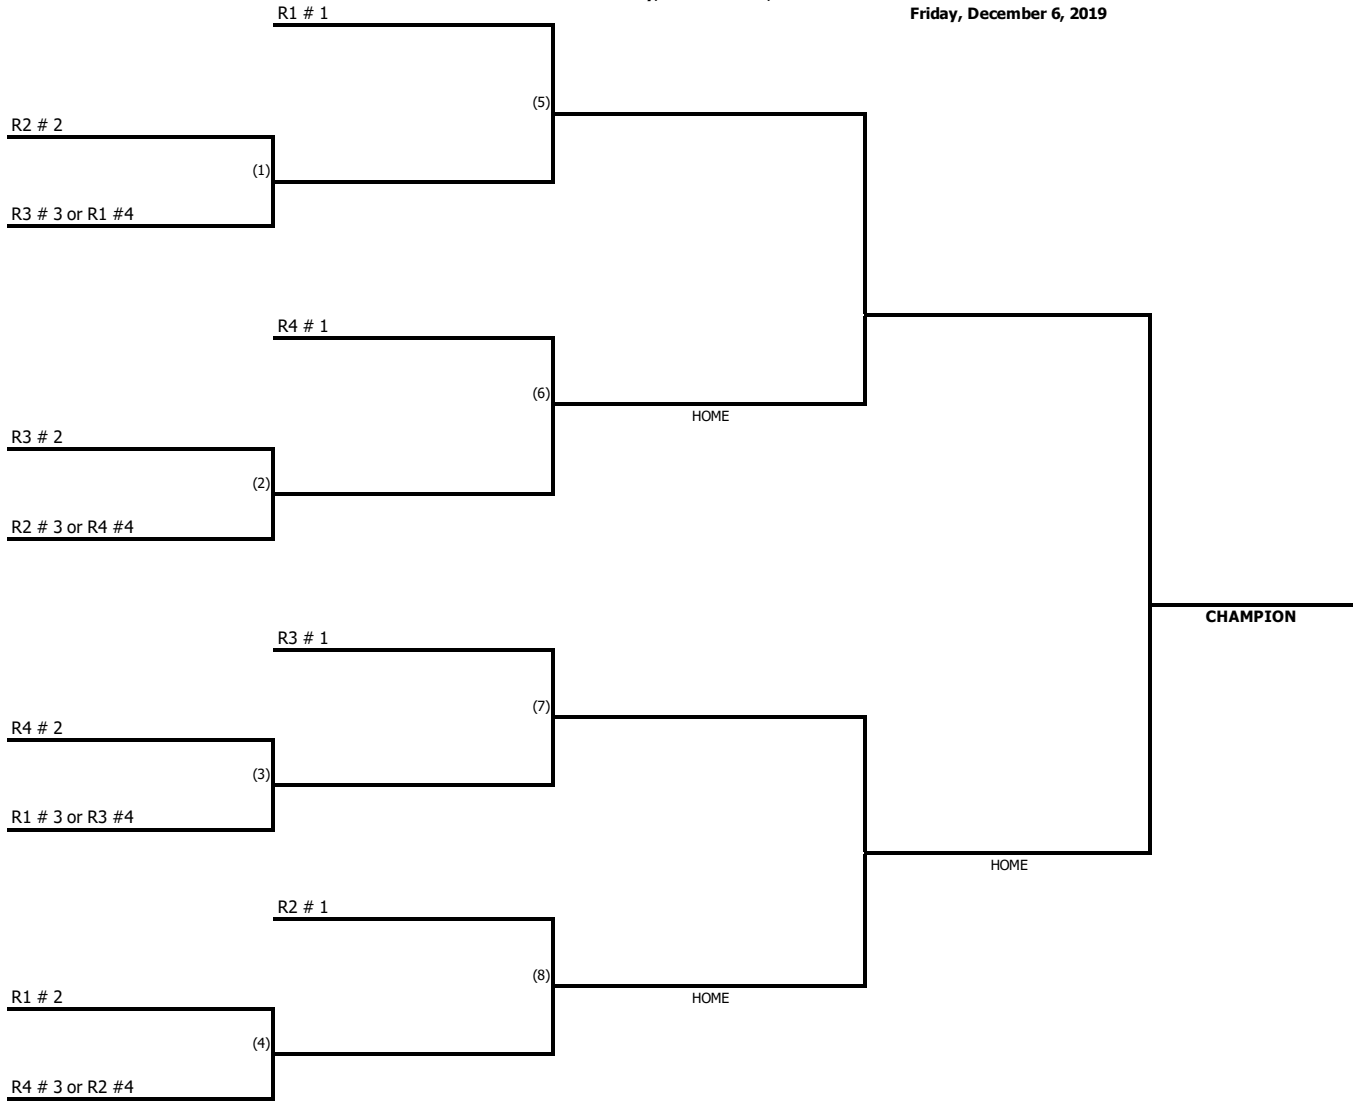 R1 # 1
Friday, December 6, 2019
(5)
R2 # 2
(1)
R3 # 3 or R1 #4
R4 # 1
(6)
HOME
R3 # 2
(2)
R2 # 3 or R4 #4
CHAMPION
R3 # 1
(7)
R4 # 2
(3)
R1 # 3 or R3 #4
HOME
R2 # 1
(8)
HOME
R1 # 2
(4)
R4 # 3 or R2 #4